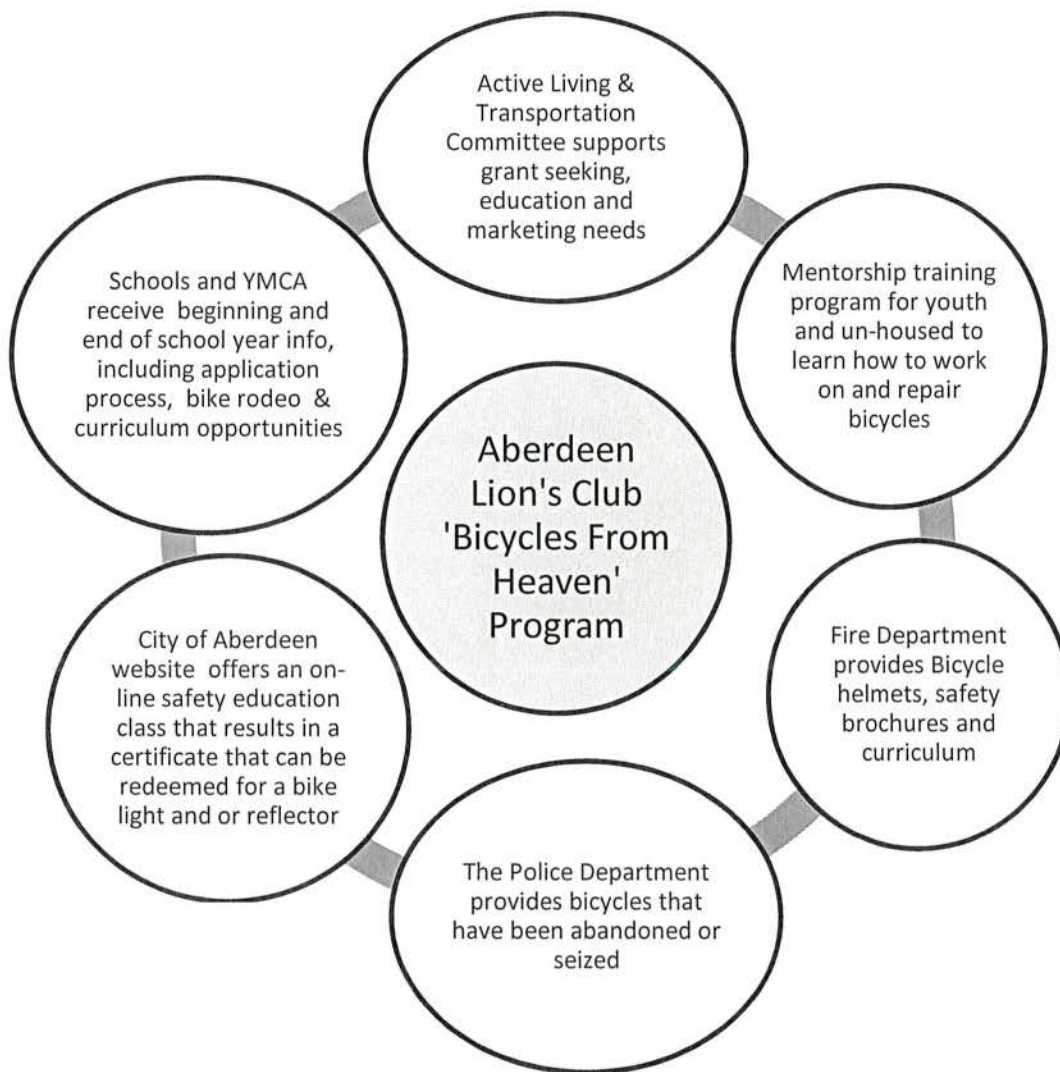 Active Living &
Transportation
Committee supports
grant seeking,
education and
marketing needs
Mentorship training
program for youth
and un-housed to
learn how to work
on and repair
bicycles
Fire Department
provides Bicycle
helmets, safety
brochures and
curriculum
The Police Department
provides bicycles that
have been abandoned or
seized
City of Aberdeen
website offers an on-
line safety education
class that results in a
certificate that can be
redeemed for a bike
light and or reflector
Schools and YMCA
receive beginning and
end of school year info,
including application
process, bike rodeo &
curriculum opportunities
Aberdeen
Lion's Club
'Bicycles From
Heaven'
Program